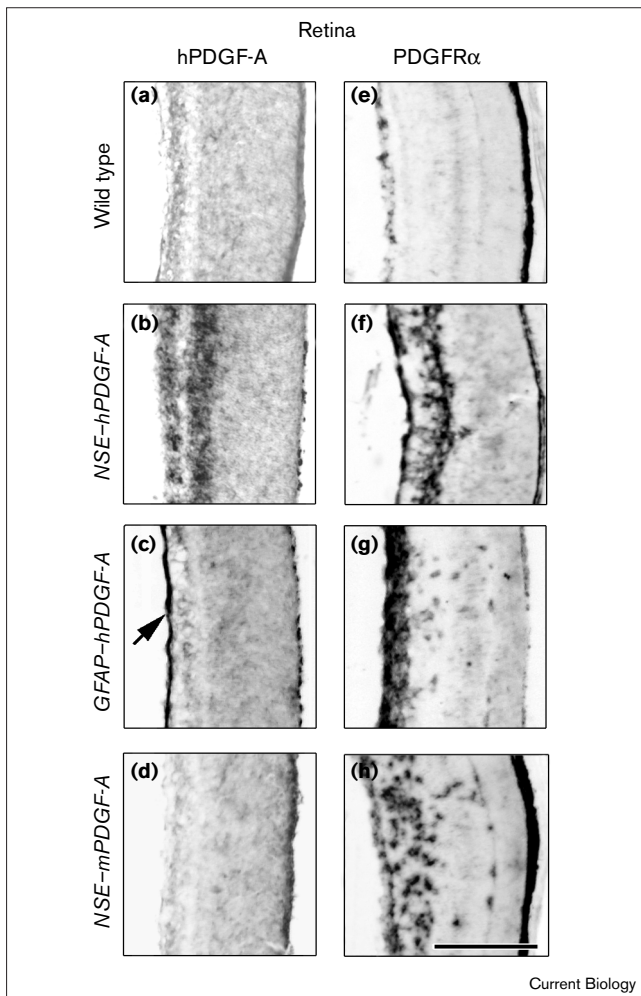 Retina
hPDGF-A PDGFRα
Wild type
(a) (e)
NSE–hPDGF-A
(b) (f)
GFAP–hPDGF-A
(c) (g)
NSE–mPDGF-A
(d) (h)
Current Biology